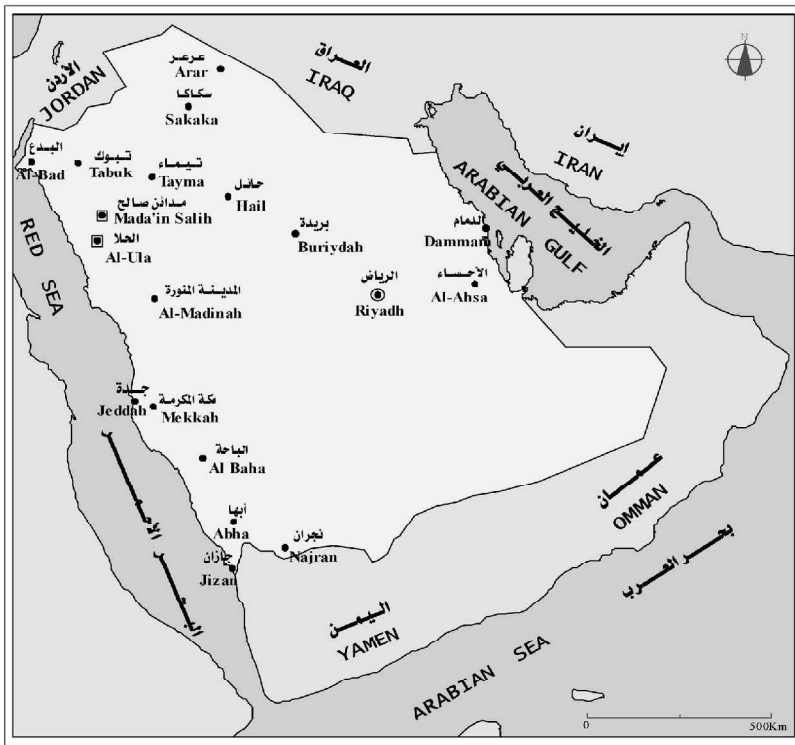 N
عرعر
Arar
العراق
IRAQ
الأردن
JORDAN
سكاكا
Sakaka
إيران
IRAN
البدع
Al-Bad
تبوك
Tabuk
تيماء
Tayma
حائل
Hail
الخليج العربي
ARABIAN GULF
مدائن صالح
Mada'in Salih
العلا
Al-Ula
بريدة
Buriydah
الدمام
Dammam
RED SEA
البحر الأحمر
المدينة المنورة
Al-Madinah
الرياض
Riyadh
الأحساء
Al-Ahsa
جدة
Jeddah
مكة المكرمة
Mekkah
الباحة
Al Baha
عمان
OMMAN
أبها
Abha
نجران
Najran
جازان
Jizan
بحر العرب
ARABIAN SEA
اليمن
YAMEN
0
500Km